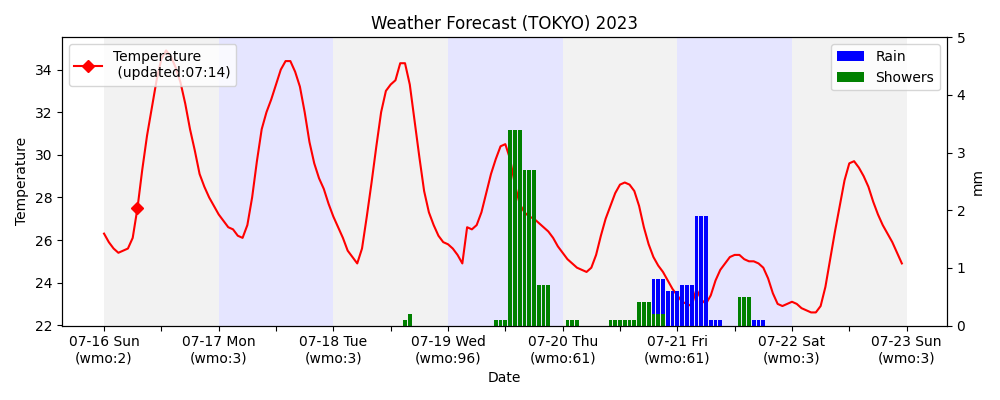 Weather Forecast (TOKYO) 2023
Temperature
(updated:07:14)
Rain
Showers
34
32
30
28
26
24
22
Temperature
5
4
3
2
1
0
mm
07-16 Sun
(wmo:2)
07-17 Mon
(wmo:3)
07-18 Tue
(wmo:3)
07-19 Wed
(wmo:96)
07-20 Thu
(wmo:61)
07-21 Fri
(wmo:61)
07-22 Sat
(wmo:3)
07-23 Sun
(wmo:3)
Date